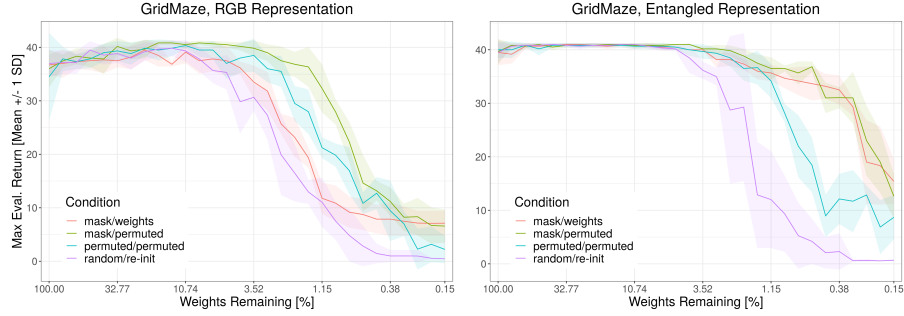 GridMaze, RGB Representation
Max Eval. Return [Mean +/- 1 SD]
40
30
20
10
0
Condition
mask/weights
mask/permuted
permuted/permuted
random/re-init
100.00 32.77 10.74 3.52 1.15 0.38 0.15
Weights Remaining [%]
GridMaze, Entangled Representation
40
30
20
10
0
Condition
mask/weights
mask/permuted
permuted/permuted
random/re-init
100.00 32.77 10.74 3.52 1.15 0.38 0.15
Weights Remaining [%]